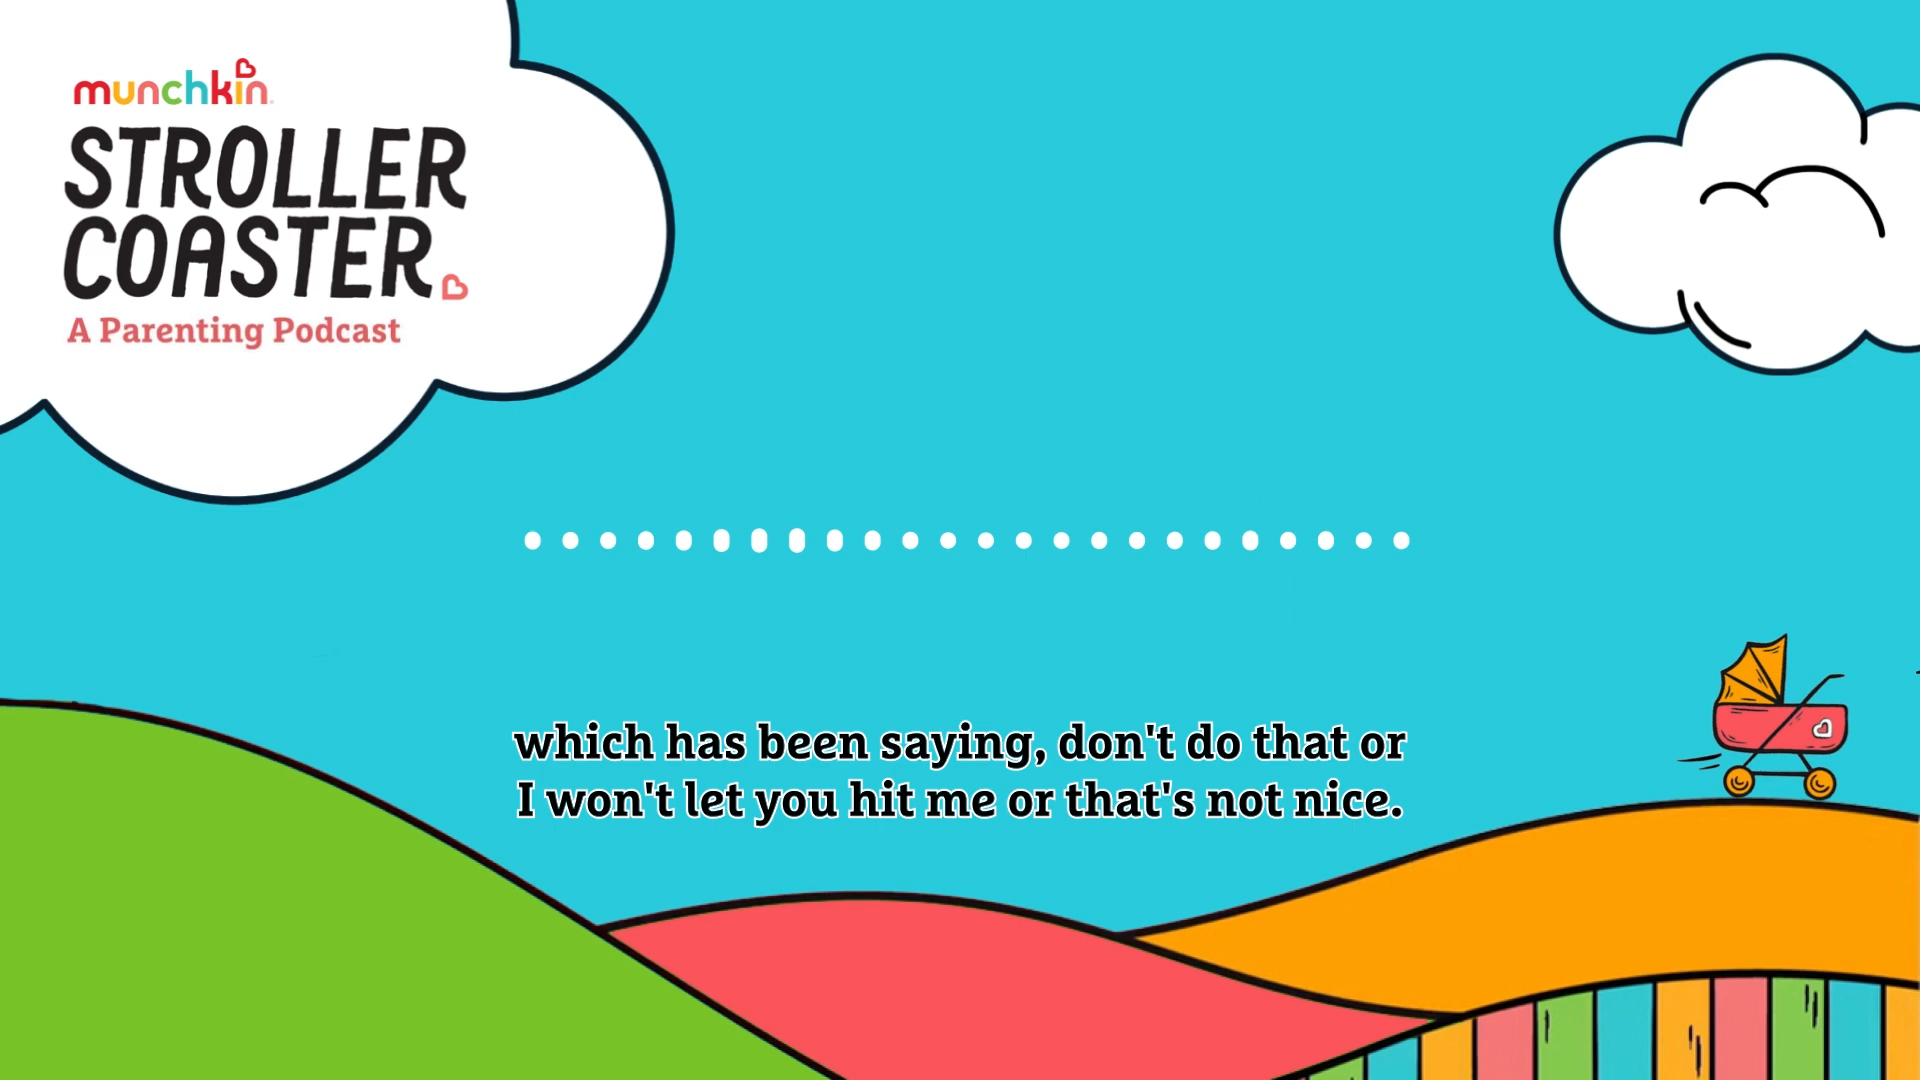 munchkin
STROLLER
COASTER
A Parenting Podcast
which has been saying, don't do that or
I won't let you hit me or that's not nice.